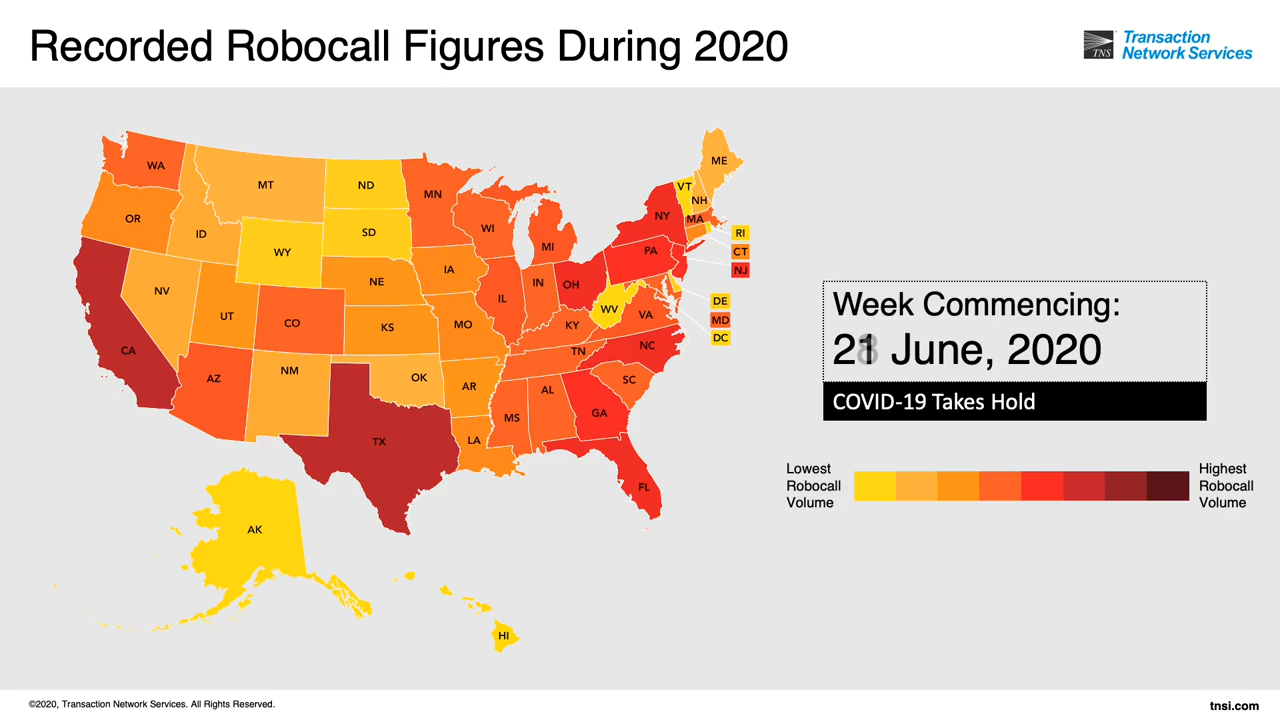 Recorded Robocall Figures During 2020
TNS
Transaction
Network Services
WA
MT
ND
MN
ME
VT
NH
OR
ID
SD
WI
NY
MA
WY
MI
RI
CT
NJ
PA
NV
NE
IA
IL
IN
OH
DE
MD
DC
UT
CO
KS
MO
KY
WV
VA
CA
AZ
NM
OK
AR
TN
NC
SC
TX
LA
MS
AL
GA
FL
AK
HI
Week Commencing:
June, 2020
COVID-19 Takes Hold
Lowest
Robocall
Volume
Highest
Robocall
Volume
©2020, Transaction Network Services. All Rights Reserved.
tnsi.com